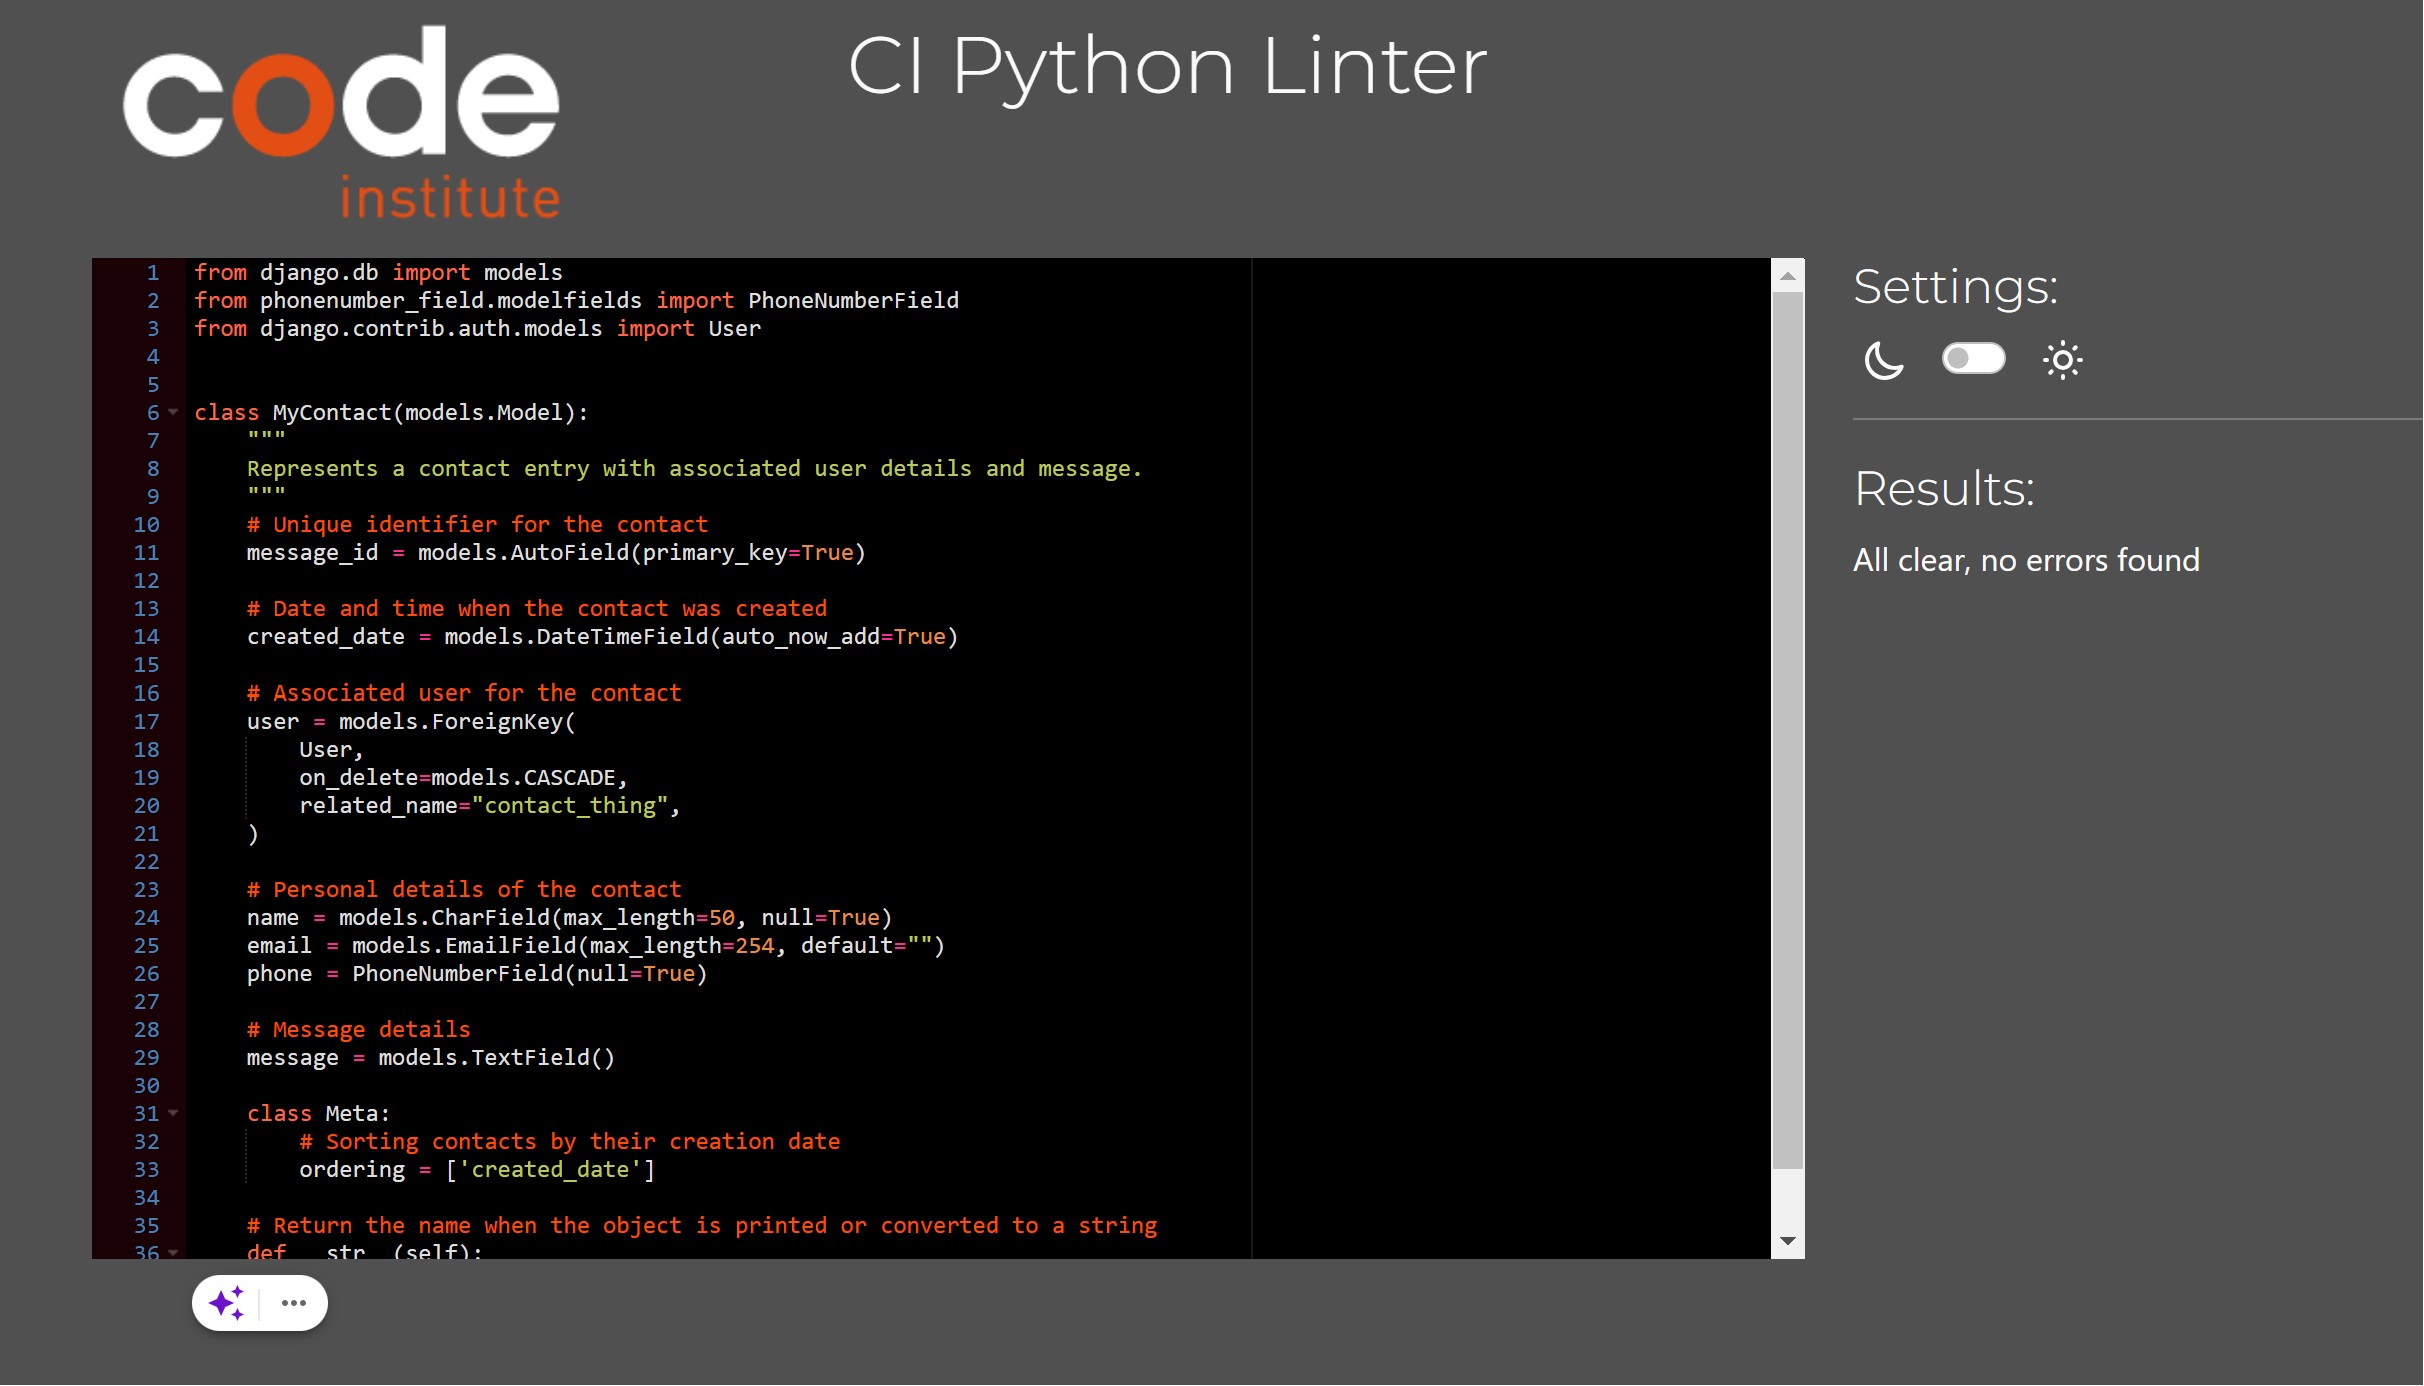 code
institute
CI Python Linter
1 from django.db import models
2 from phonenumber_field.modelfields import PhoneNumberField
3 from django.contrib.auth.models import User
4
5
6 class MyContact(models.Model):
7     """
8     Represents a contact entry with associated user details and message.
9     """
10     # Unique identifier for the contact
11     message_id = models.AutoField(primary_key=True)
12
13     # Date and time when the contact was created
14     created_date = models.DateTimeField(auto_now_add=True)
15
16     # Associated user for the contact
17     user = models.ForeignKey(
18         User,
19         on_delete=models.CASCADE,
20         related_name="contact_thing",
21     )
22
23     # Personal details of the contact
24     name = models.CharField(max_length=50, null=True)
25     email = models.EmailField(max_length=254, default="")
26     phone = PhoneNumberField(null=True)
27
28     # Message details
29     message = models.TextField()
30
31     class Meta:
32         # Sorting contacts by their creation date
33         ordering = ['created_date']
34
35     # Return the name when the object is printed or converted to a string
36     def __str__(self):
Settings:
Results:
All clear, no errors found